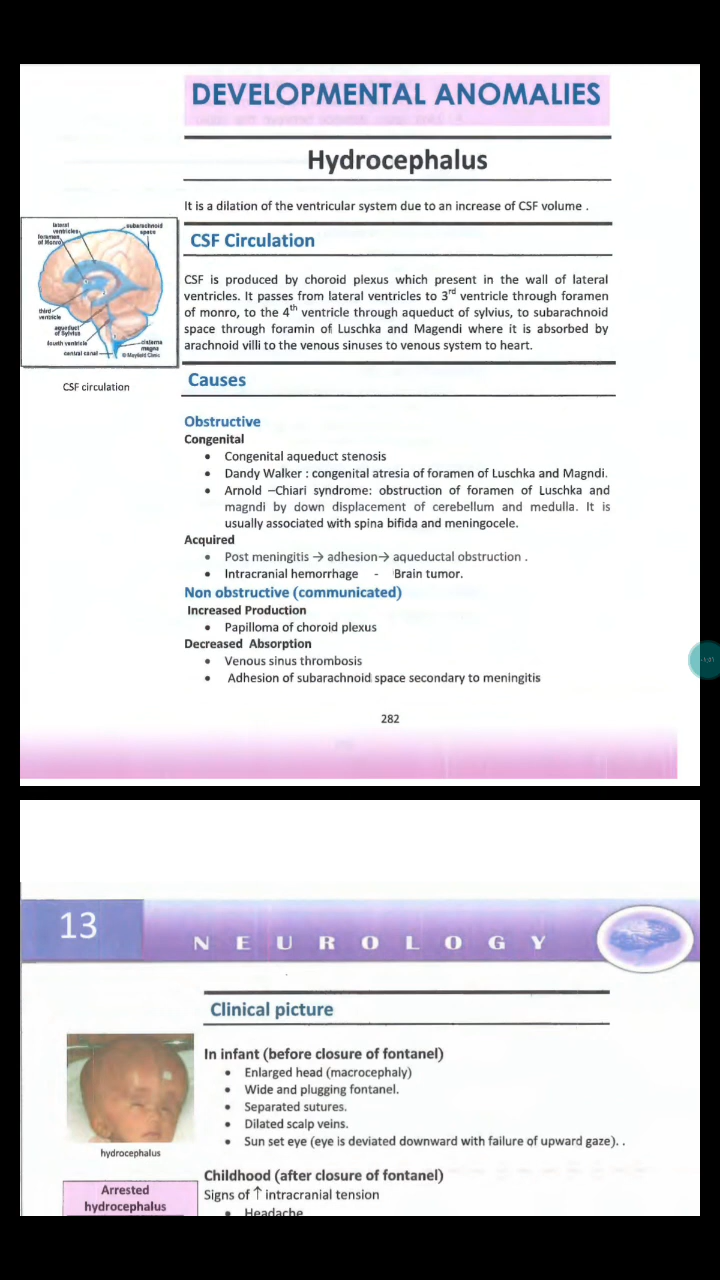 DEVELOPMENTAL ANOMALIES
Hydrocephalus
It is a dilation of the ventricular system due to an increase of CSF volume .
lateral
ventricles
foramen
of Monro
subarachnoid
space
third
ventricle
aqueduct
of Sylvius
fourth ventricle
central canal
cisterna
magna
© Mayfield Clinic
CSF circulation
CSF Circulation
CSF is produced by choroid plexus which present in the wall of lateral
ventricles. It passes from lateral ventricles to 3rd ventricle through foramen
of monro, to the 4th ventricle through aqueduct of sylvius, to subarachnoid
space through foramin of Luschka and Magendi where it is absorbed by
arachnoid villi to the venous sinuses to venous system to heart.
Causes
Obstructive
Congenital
• Congenital aqueduct stenosis
• Dandy Walker : congenital atresia of foramen of Luschka and Magndi.
• Arnold –Chiari syndrome: obstruction of foramen of Luschka and
magndi by down displacement of cerebellum and medulla. It is
usually associated with spina bifida and meningocele.
Acquired
• Post meningitis → adhesion→ aqueductal obstruction .
• Intracranial hemorrhage - Brain tumor.
Non obstructive (communicated)
Increased Production
• Papilloma of choroid plexus
Decreased Absorption
• Venous sinus thrombosis
• Adhesion of subarachnoid space secondary to meningitis
282
13
NEUROLOGY
Clinical picture
In infant (before closure of fontanel)
• Enlarged head (macrocephaly)
• Wide and plugging fontanel.
• Separated sutures.
• Dilated scalp veins.
• Sun set eye (eye is deviated downward with failure of upward gaze). .
hydrocephalus
Childhood (after closure of fontanel)
Signs of ↑ intracranial tension
• Headache
Arrested
hydrocephalus